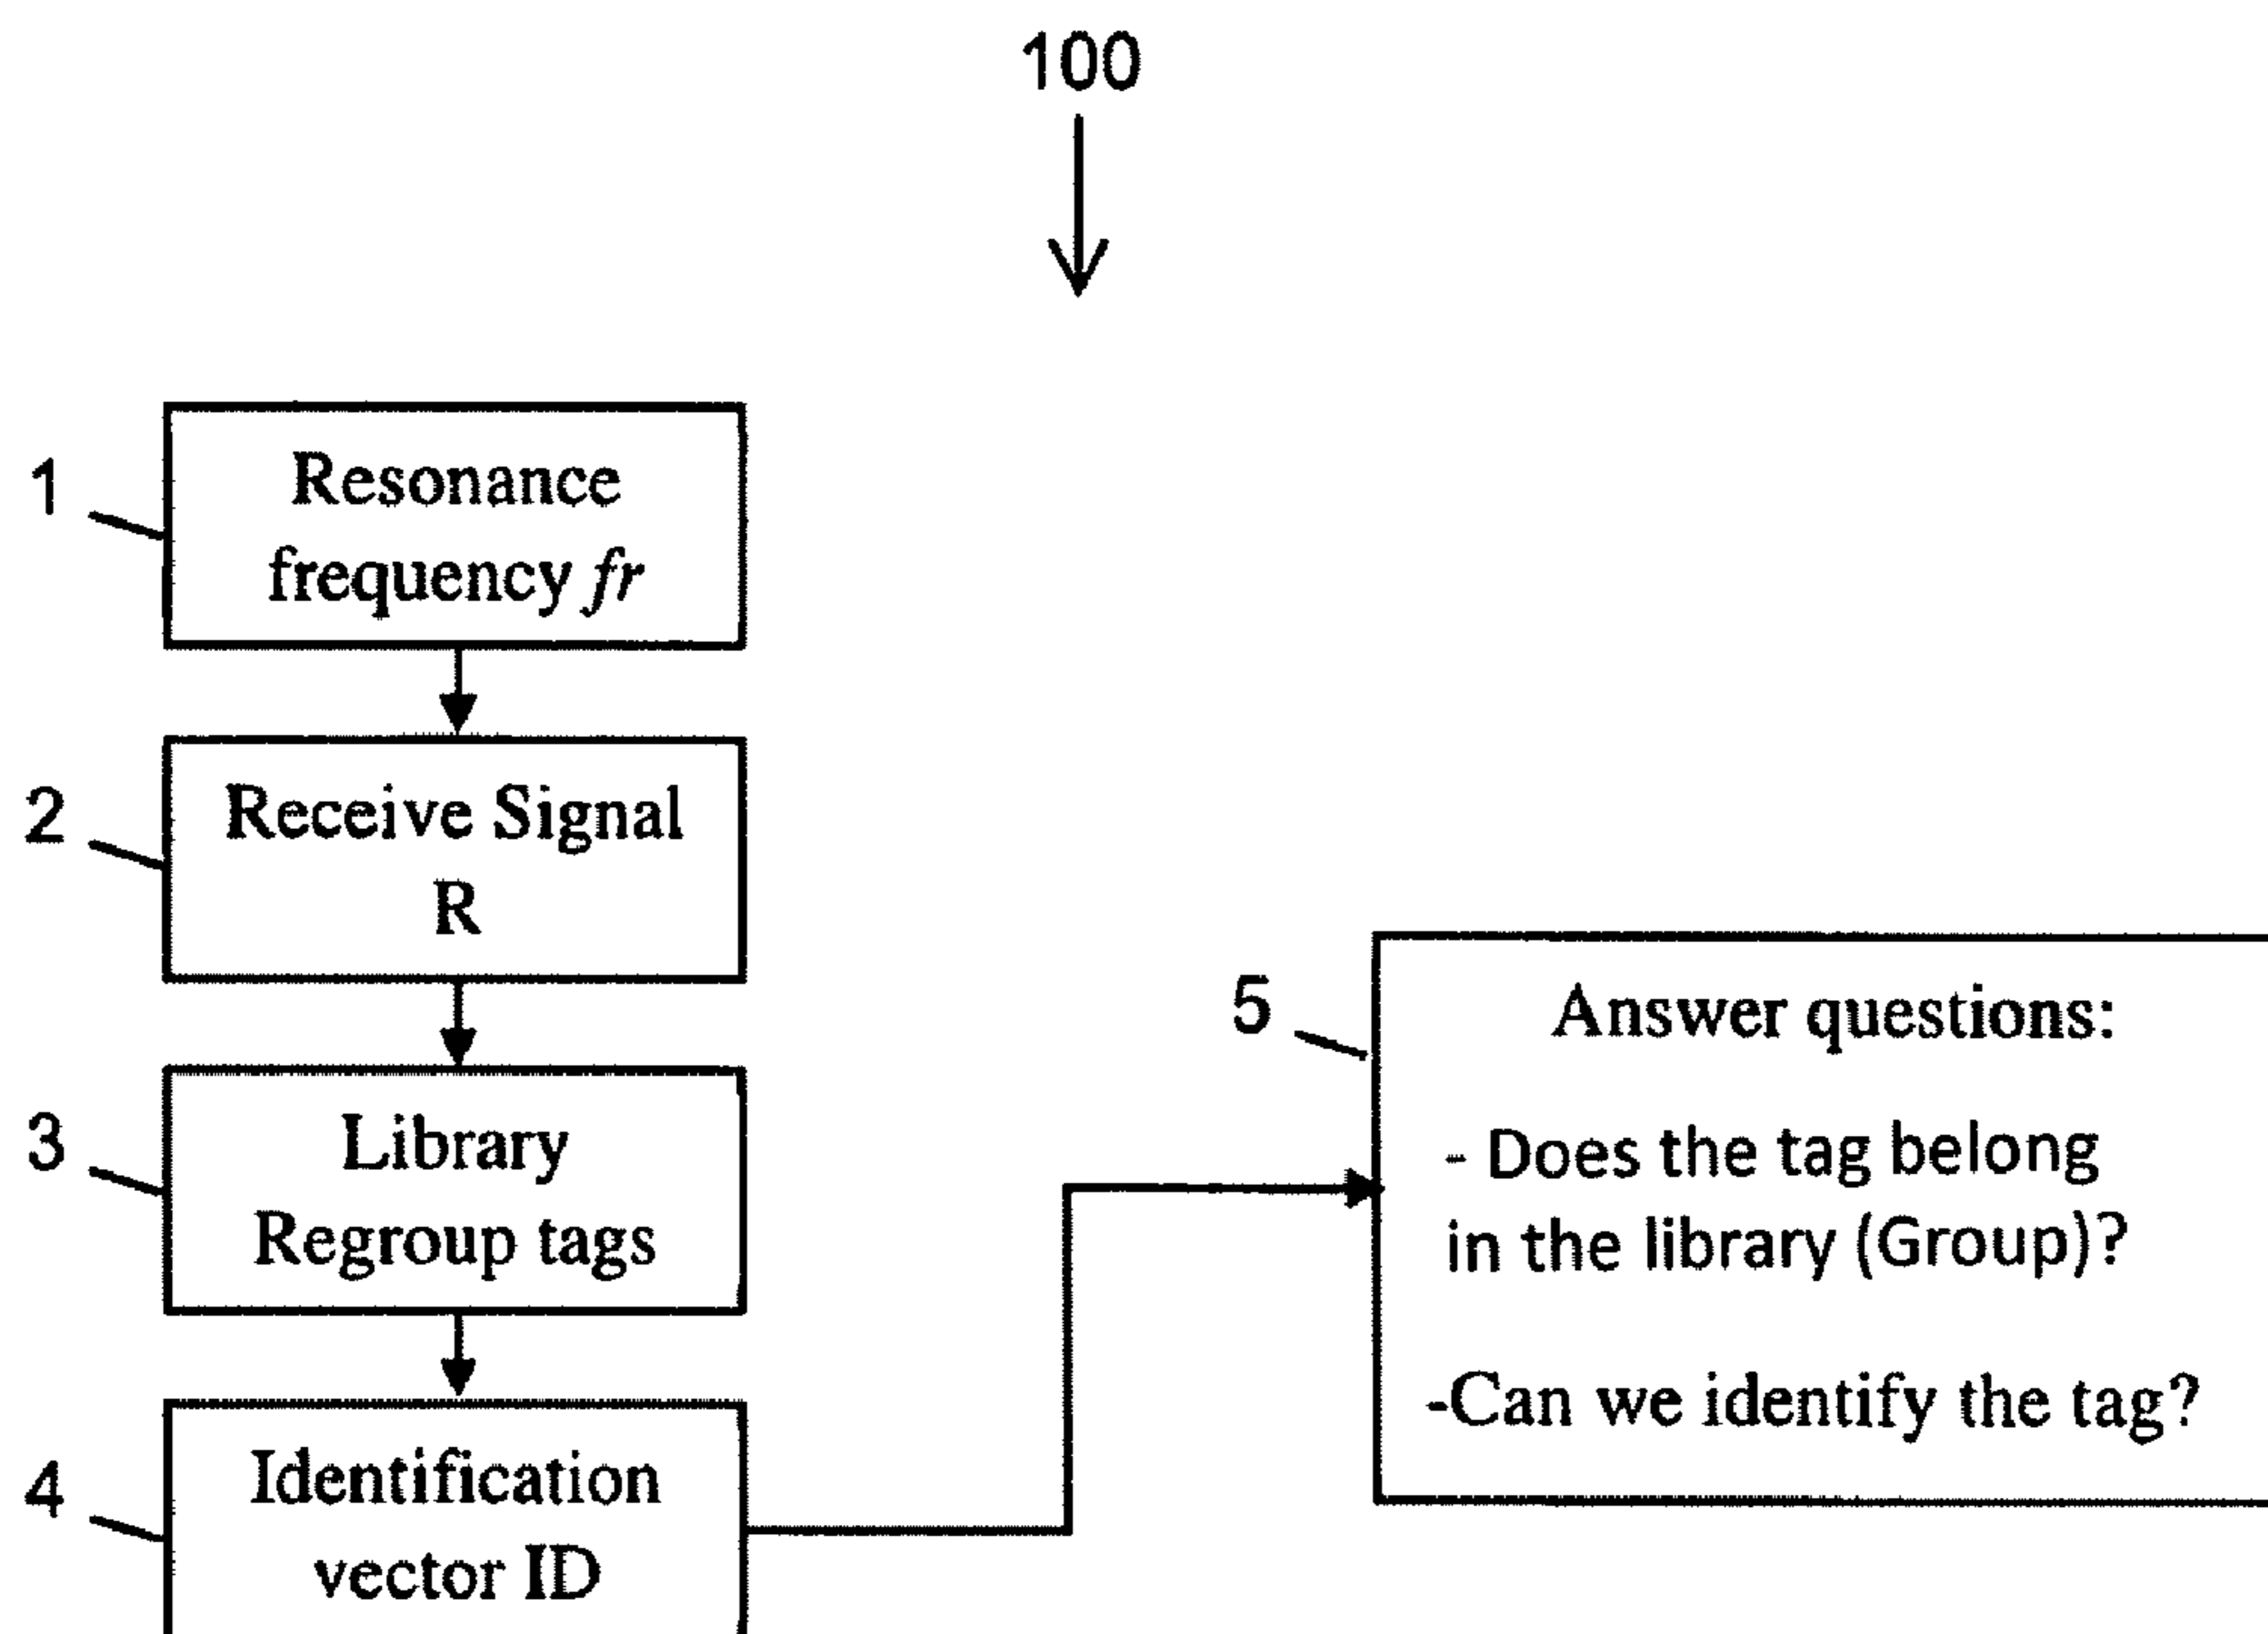 100
1
Resonance
frequency fr
2
Receive Signal
R
3
Library
Regroup tags
4
Identification
vector ID
5
Answer questions:
- Does the tag belong
in the library (Group)?
-Can we identify the tag?